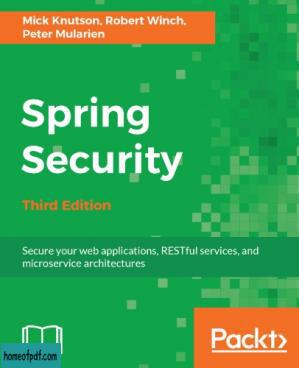 Mick Knutson, Robert Winch,
Peter Mularien
Spring
Security
Third Edition
Secure your web applications, RESTful services, and
microservice architectures
Packt>
homeofpdf.com